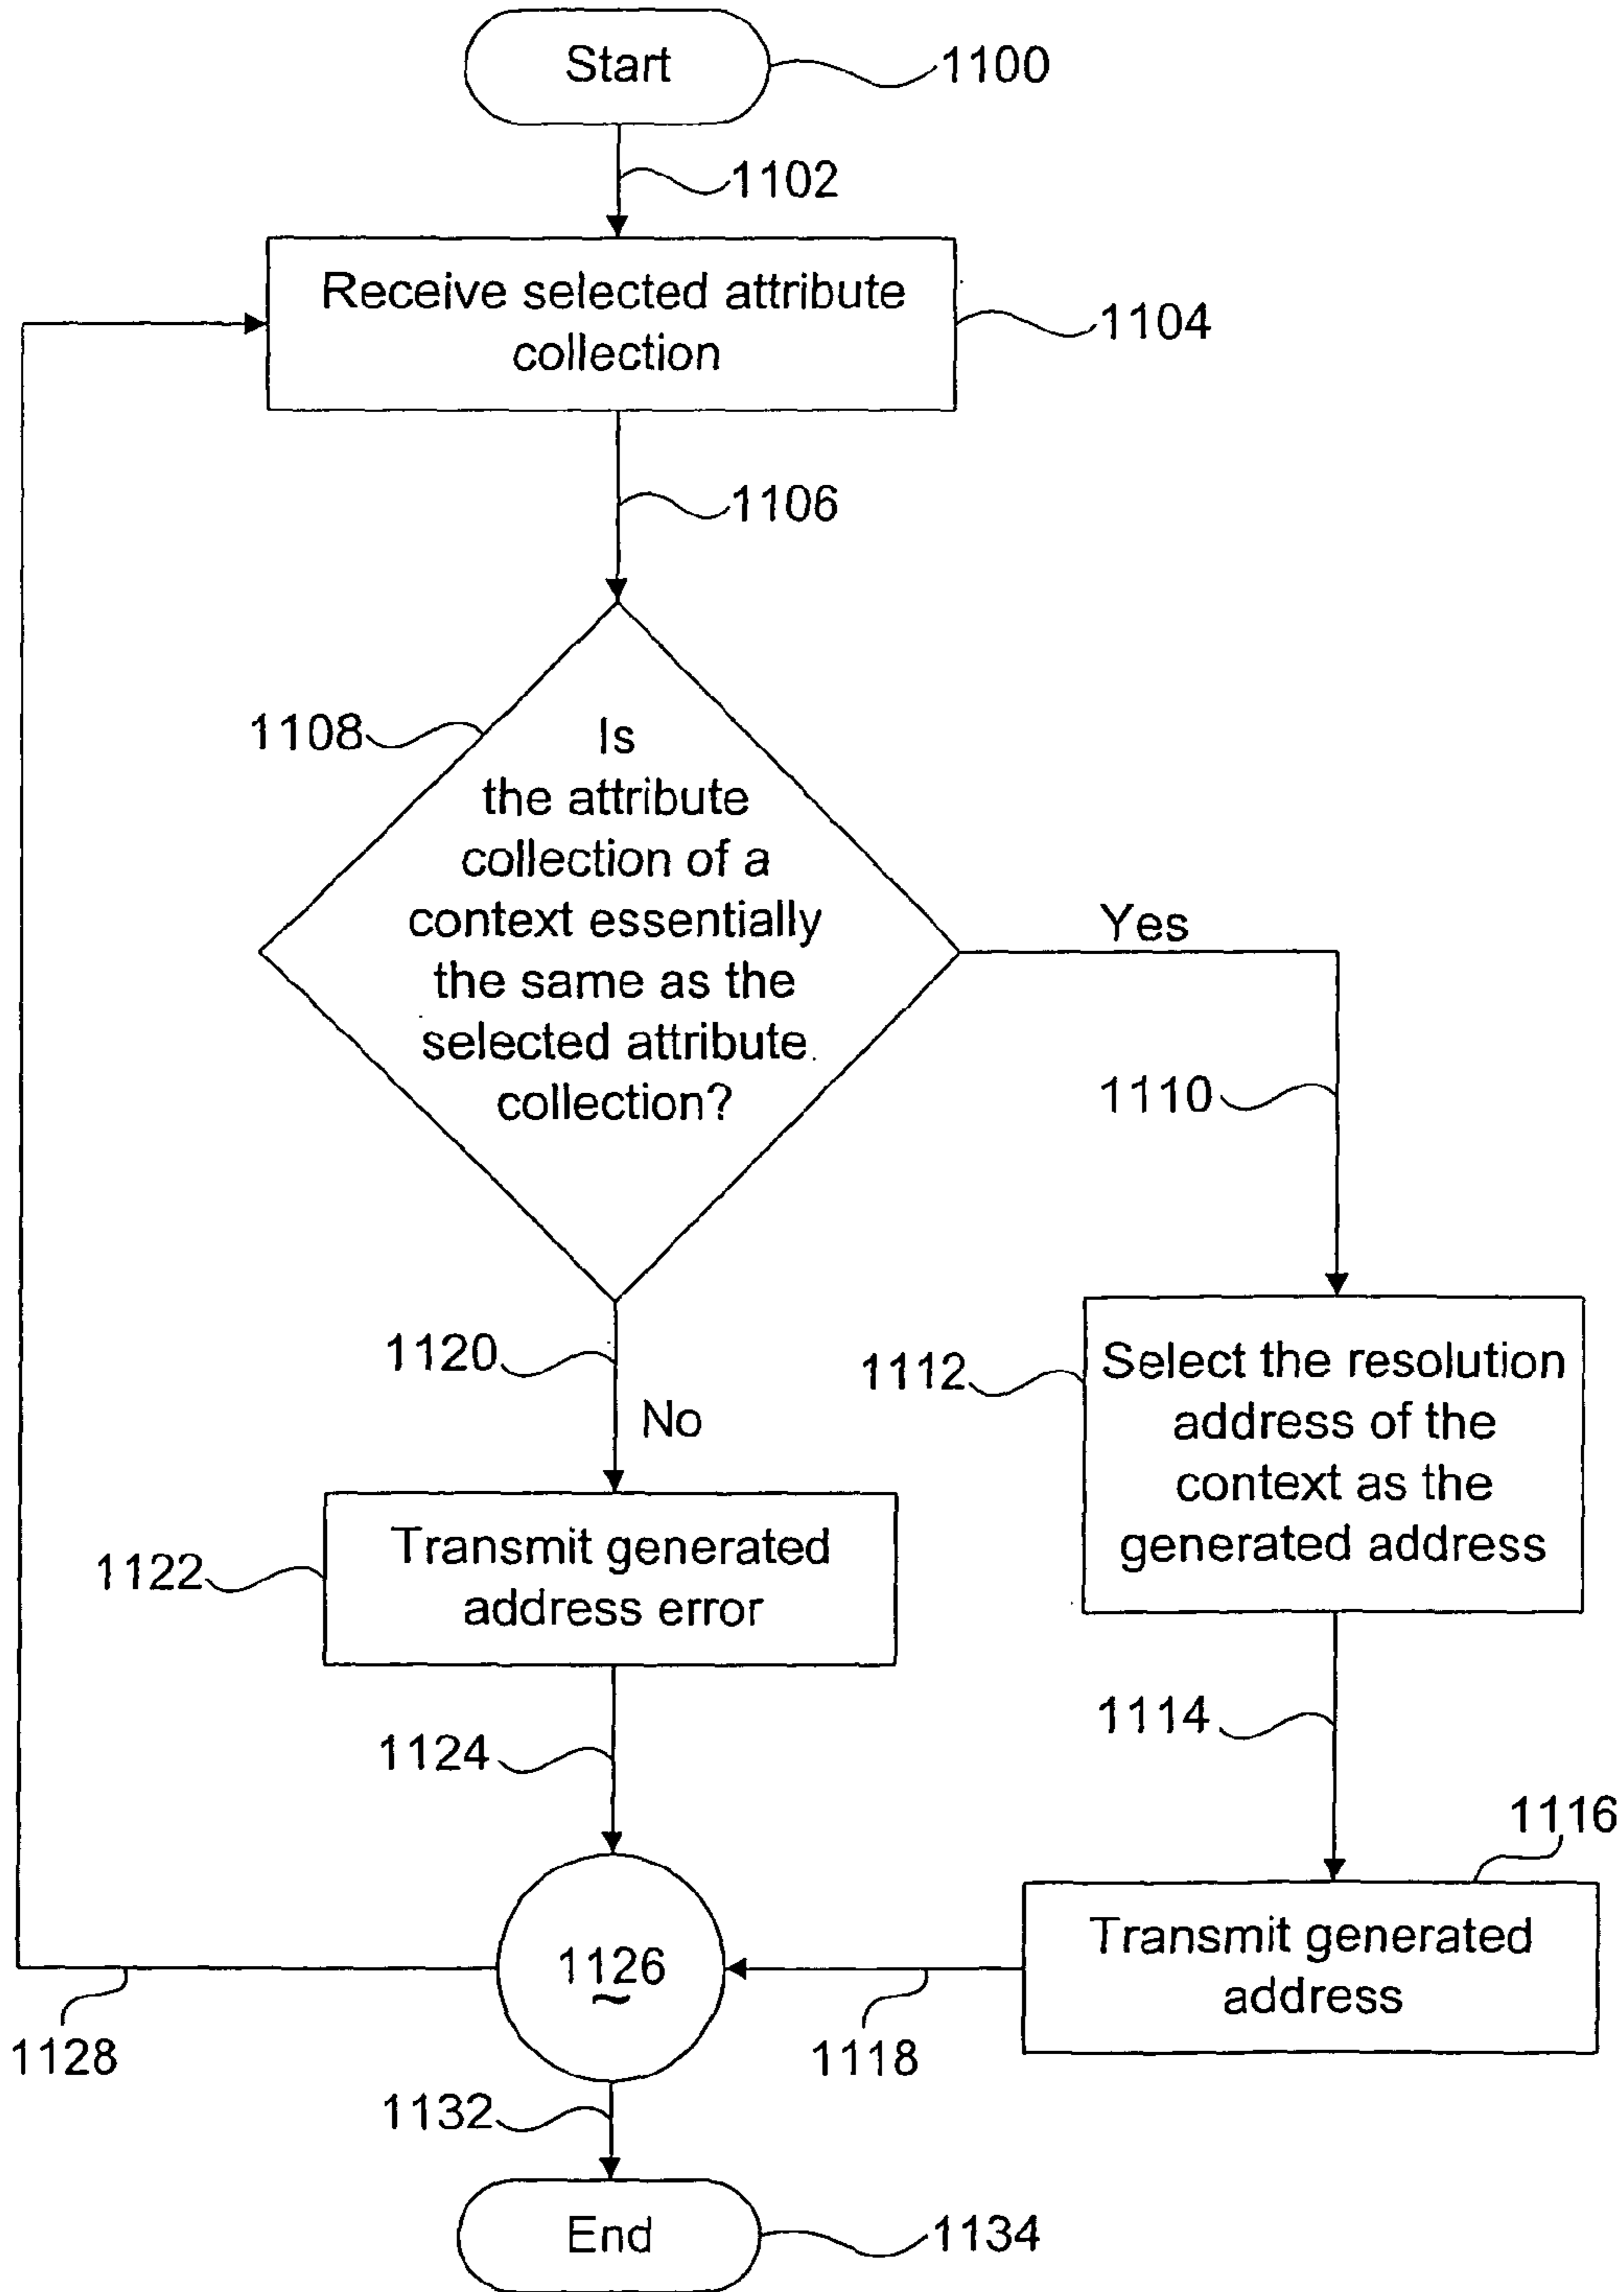 Start
1100
1102
Receive selected attribute
collection
1104
1106
1108
Is
the attribute
collection of a
context essentially
the same as the
selected attribute
collection?
Yes
1110
1120
No
1112
Select the resolution
address of the
context as the
generated address
1122
Transmit generated
address error
1114
1124
1116
Transmit generated
address
1126
1128
1118
1132
End
1134